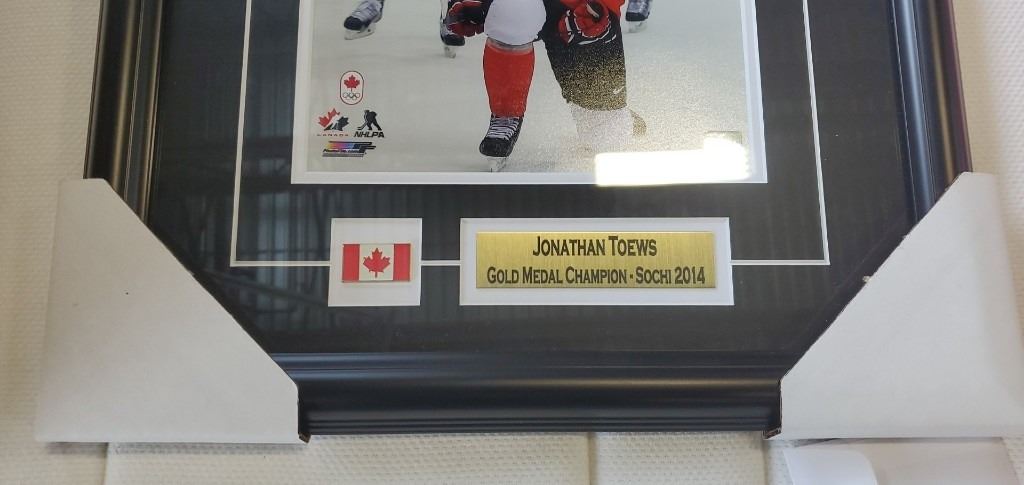 CANADA NHLPA
JONATHAN TOEWS
GOLD MEDAL CHAMPION - SOCHI 2014